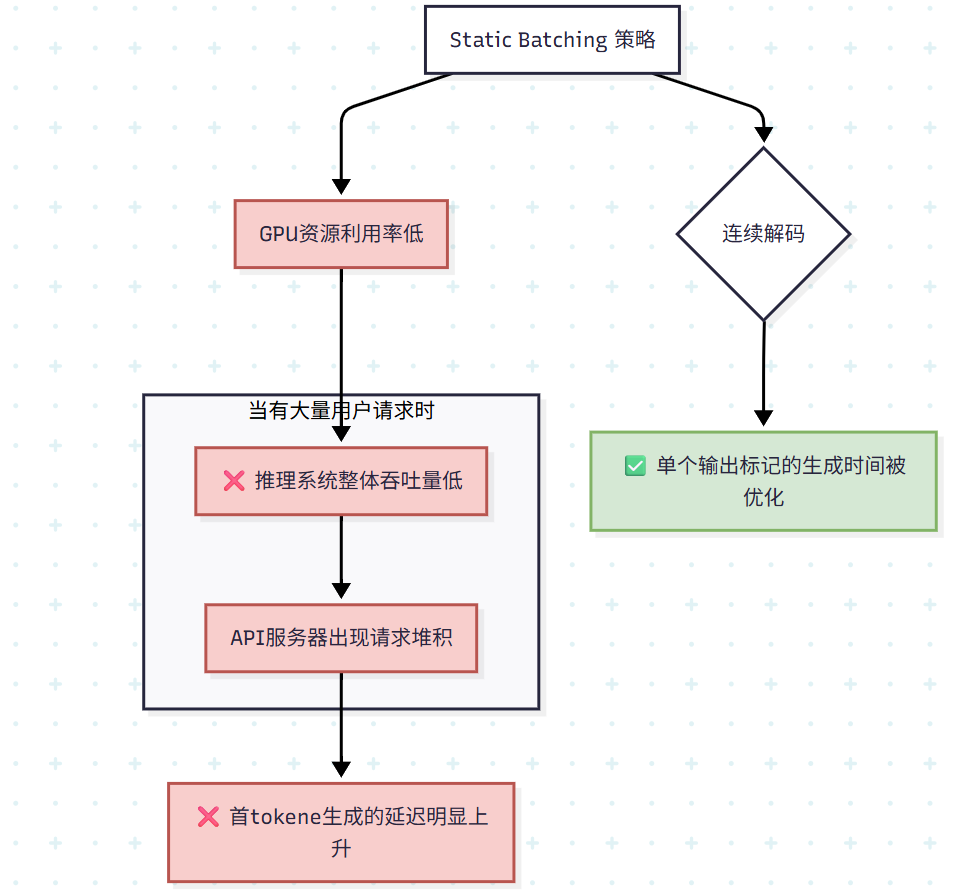 Static Batching 策略
GPU资源利用率低
连续解码
当有大量用户请求时
❌ 推理系统整体吞吐量低
✅ 单个输出标记的生成时间被
优化
API服务器出现请求堆积
❌ 首tokene生成的延迟明显上
升